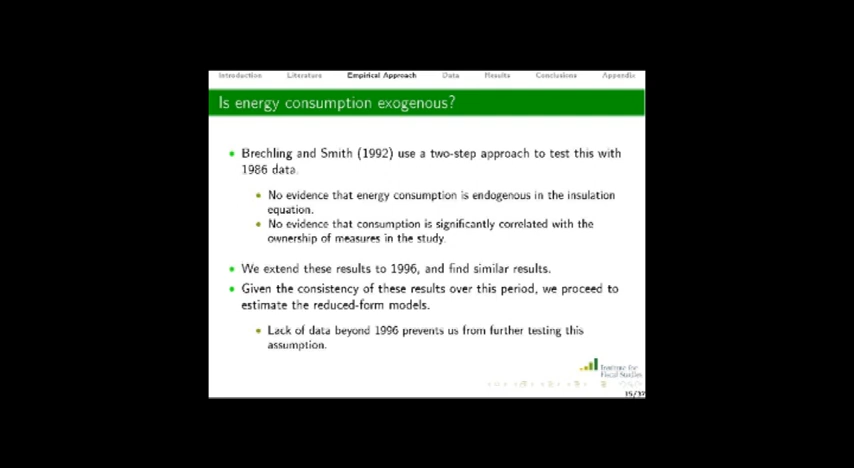 Introduction Literature Empirical Approach Data Results Conclusions Appendix
Is energy consumption exogenous?
Brechling and Smith (1992) use a two-step approach to test this with
1986 data.
No evidence that energy consumption is endogenous in the insulation
equation.
No evidence that consumption is significantly correlated with the
ownership of measures in the study.
We extend these results to 1996, and find similar results.
Given the consistency of these results over this period, we proceed to
estimate the reduced-form models.
Lack of data beyond 1996 prevents us from further testing this
assumption.
Institute for
Fiscal Studies
15/37